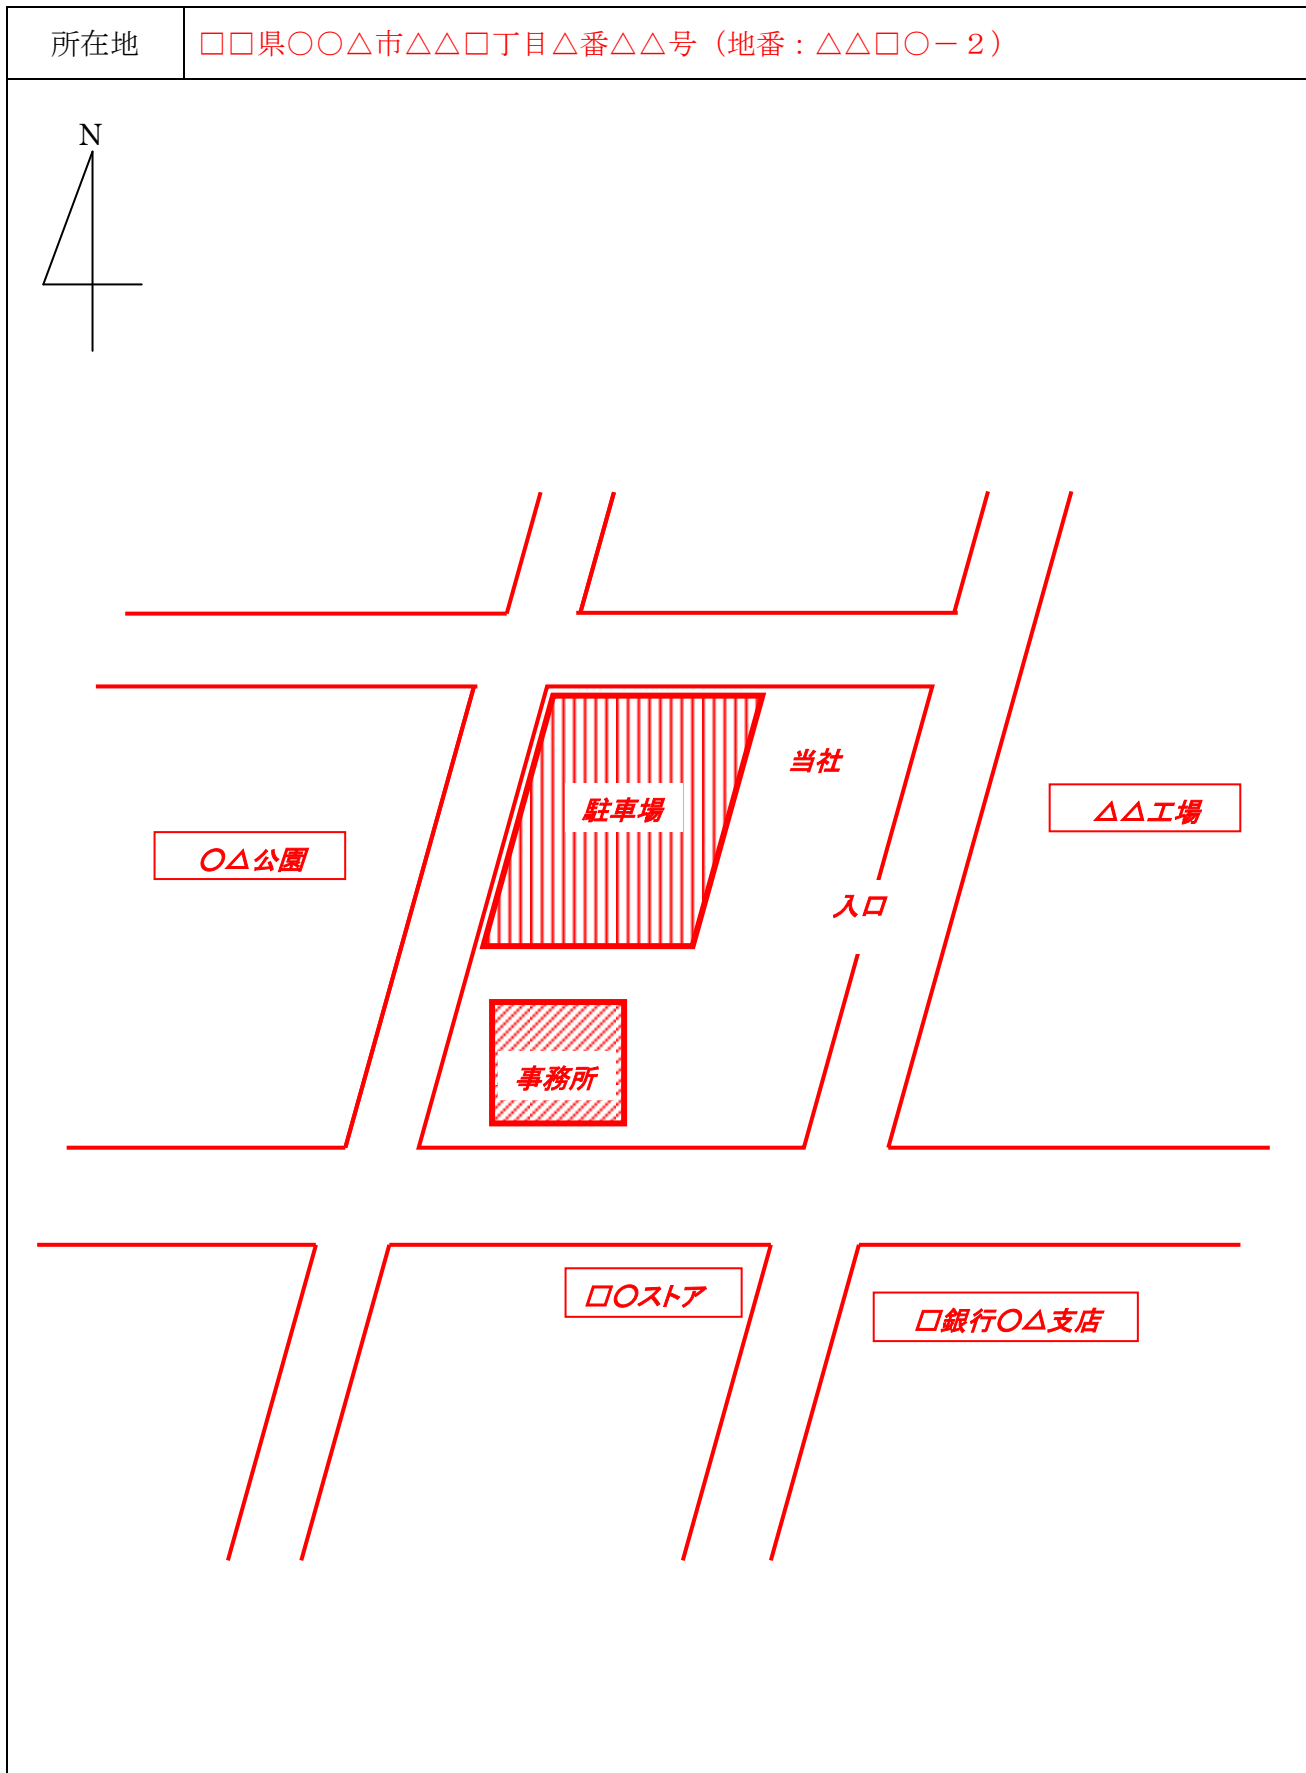 所在地
□□県○○△市△△□丁目△番△△号（地番：△△□○－２）
N
当社
駐車場
△△工場
○△公園
入口
事務所
□○ストア
□銀行○△支店